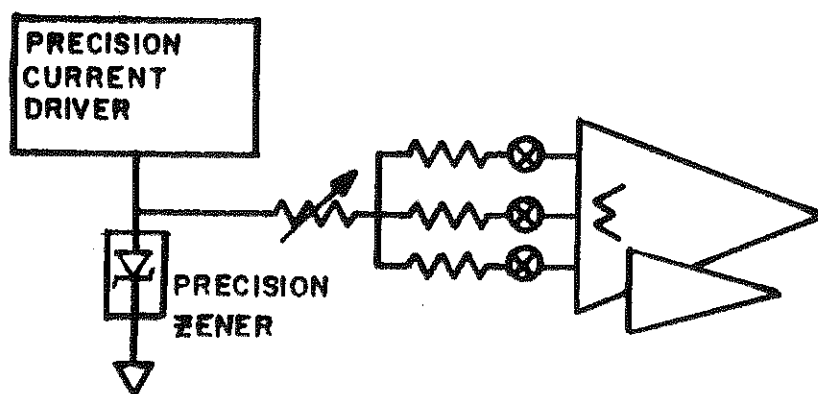 PRECISION
CURRENT
DRIVER
PRECISION
ZENER